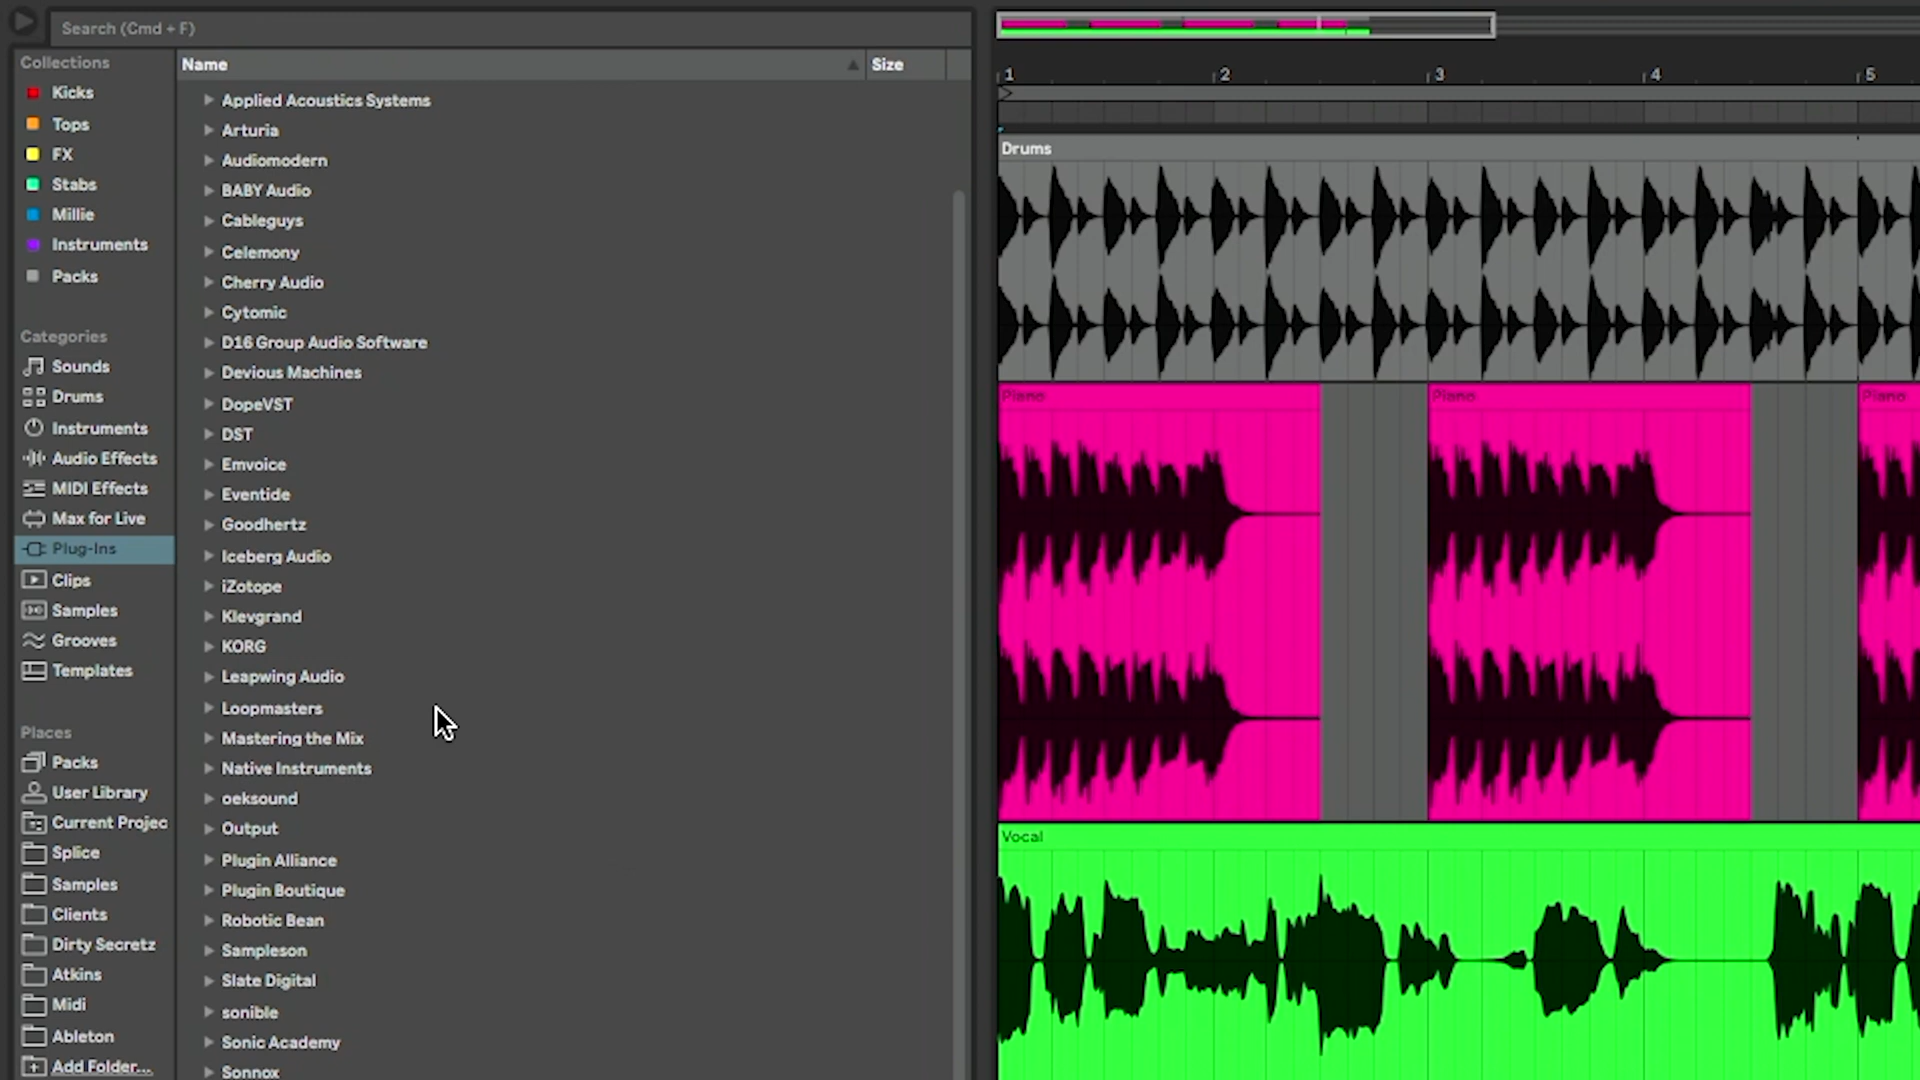 Search (Cmd + F)
Collections
Kicks
Tops
FX
Stabs
Millie
Instruments
Packs
Categories
Sounds
Drums
Instruments
Audio Effects
MIDI Effects
Max for Live
Plug-Ins
Clips
Samples
Grooves
Templates
Places
Packs
User Library
Current Projec
Splice
Samples
Clients
Dirty Secretz
Atkins
Midi
Ableton
Add Folder...
Name
Size
Applied Acoustics Systems
Arturia
Audiomodern
BABY Audio
Cableguys
Celemony
Cherry Audio
Cytomic
D16 Group Audio Software
Devious Machines
DopeVST
DST
Emvoice
Eventide
Goodhertz
Iceberg Audio
iZotope
Klevgrand
KORG
Leapwing Audio
Loopmasters
Mastering the Mix
Native Instruments
oeksound
Output
Plugin Alliance
Plugin Boutique
Robotic Bean
Sampleson
Slate Digital
sonible
Sonic Academy
Sonnox
1 2 3 4 5
Drums
Piano Piano Piano
Vocal